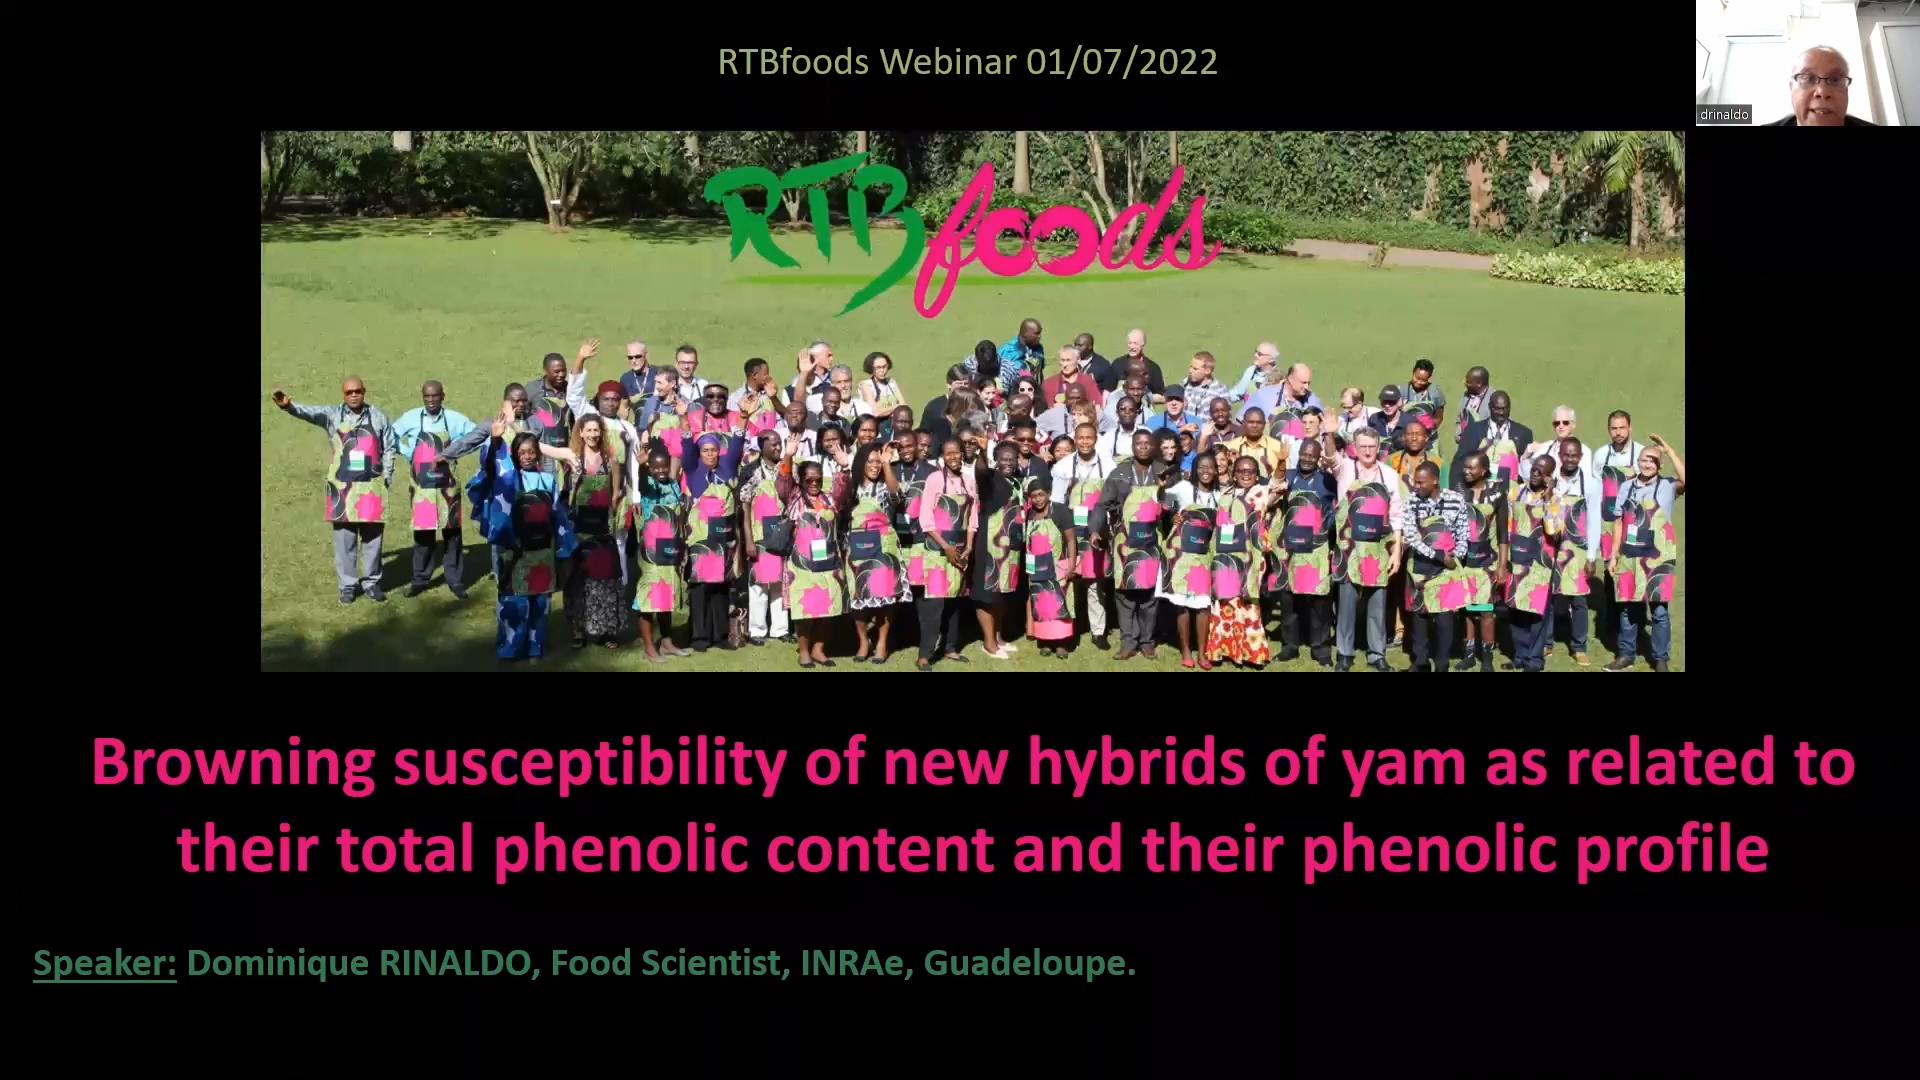 RTBfoods Webinar 01/07/2022
drinaldo
RTBfoods
Browning susceptibility of new hybrids of yam as related to
their total phenolic content and their phenolic profile
Speaker: Dominique RINALDO, Food Scientist, INRAe, Guadeloupe.